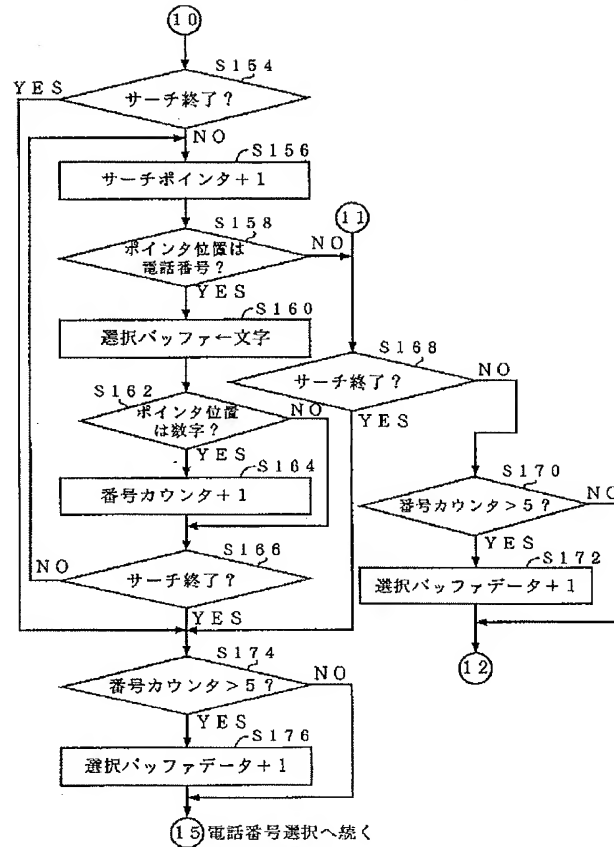 10
S154
YES
サーチ終了？
NO
S156
サーチポインタ+1
S158
11
ポインタ位置は
電話番号？
NO
YES
S160
選択バッファ←文字
S168
サーチ終了？
NO
YES
S162
ポインタ位置
は数字？
NO
YES
S164
番号カウンタ+1
S170
番号カウンタ>5？
NO
YES
S172
選択バッファデータ+1
12
S166
NO
サーチ終了？
YES
S174
番号カウンタ>5？
NO
YES
S176
選択バッファデータ+1
15 電話番号選択へ続く